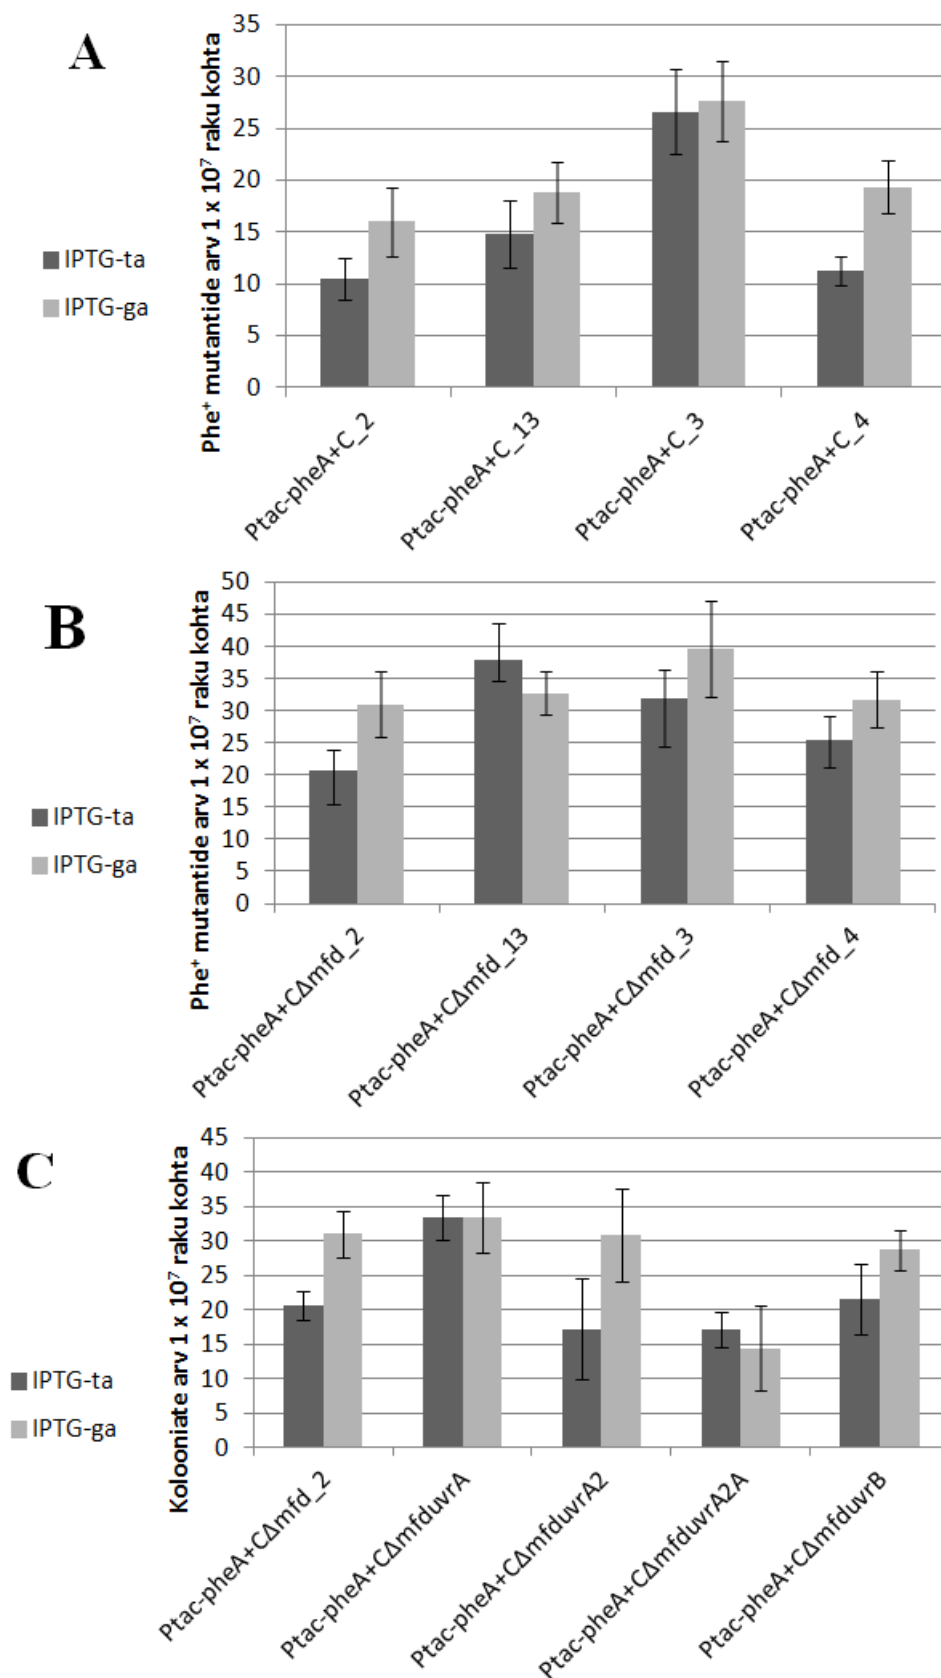 A
Phe⁺ mutantide arv 1 x 10⁷ raku kohta
35
30
25
20
15
10
5
0
IPTG-ta
IPTG-ga
Ptac-pheA+C_2
Ptac-pheA+C_13
Ptac-pheA+C_3
Ptac-pheA+C_4
B
Phe⁺ mutantide arv 1 x 10⁷ raku kohta
50
45
40
35
30
25
20
15
10
5
0
IPTG-ta
IPTG-ga
Ptac-pheA+CΔmfd_2
Ptac-pheA+CΔmfd_13
Ptac-pheA+CΔmfd_3
Ptac-pheA+CΔmfd_4
C
Kolooniate arv 1 x 10⁷ raku kohta
45
40
35
30
25
20
15
10
5
0
IPTG-ta
IPTG-ga
Ptac-pheA+CΔmfd_2
Ptac-pheA+CΔmfduvrA
Ptac-pheA+CΔmfduvrA2
Ptac-pheA+CΔmfduvrA2A
Ptac-pheA+CΔmfduvrB